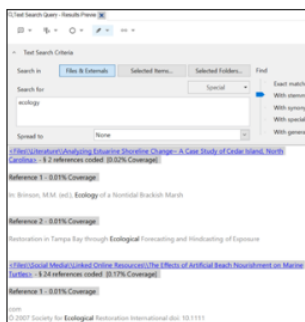 Text Search Query - Results Preview
Text Search Criteria
Search in
Files & Externals
Selected Items...
Selected Folders...
Find
Search for
Special
Exact match
ecology
With stemm
With synony
With special
With genera
Spread to
None
<Files\\Literature\\Analyzing Estuarine Shoreline Change- A Case Study of Cedar Island, North
Carolina> - § 2 references coded [0.02% Coverage]
Reference 1 - 0.01% Coverage
In: Brinson, M.M. (ed.), Ecology of a Nontidal Brackish Marsh
Reference 2 - 0.01% Coverage
Restoration in Tampa Bay through Ecological Forecasting and Hindcasting of Exposure
<Files\\Social Media\\Linked Online Resources\\The Effects of Artificial Beach Nourishment on Marine
Turtles> - § 24 references coded [0.17% Coverage]
Reference 1 - 0.01% Coverage
com
© 2007 Society for Ecological Restoration International doi: 10.1111